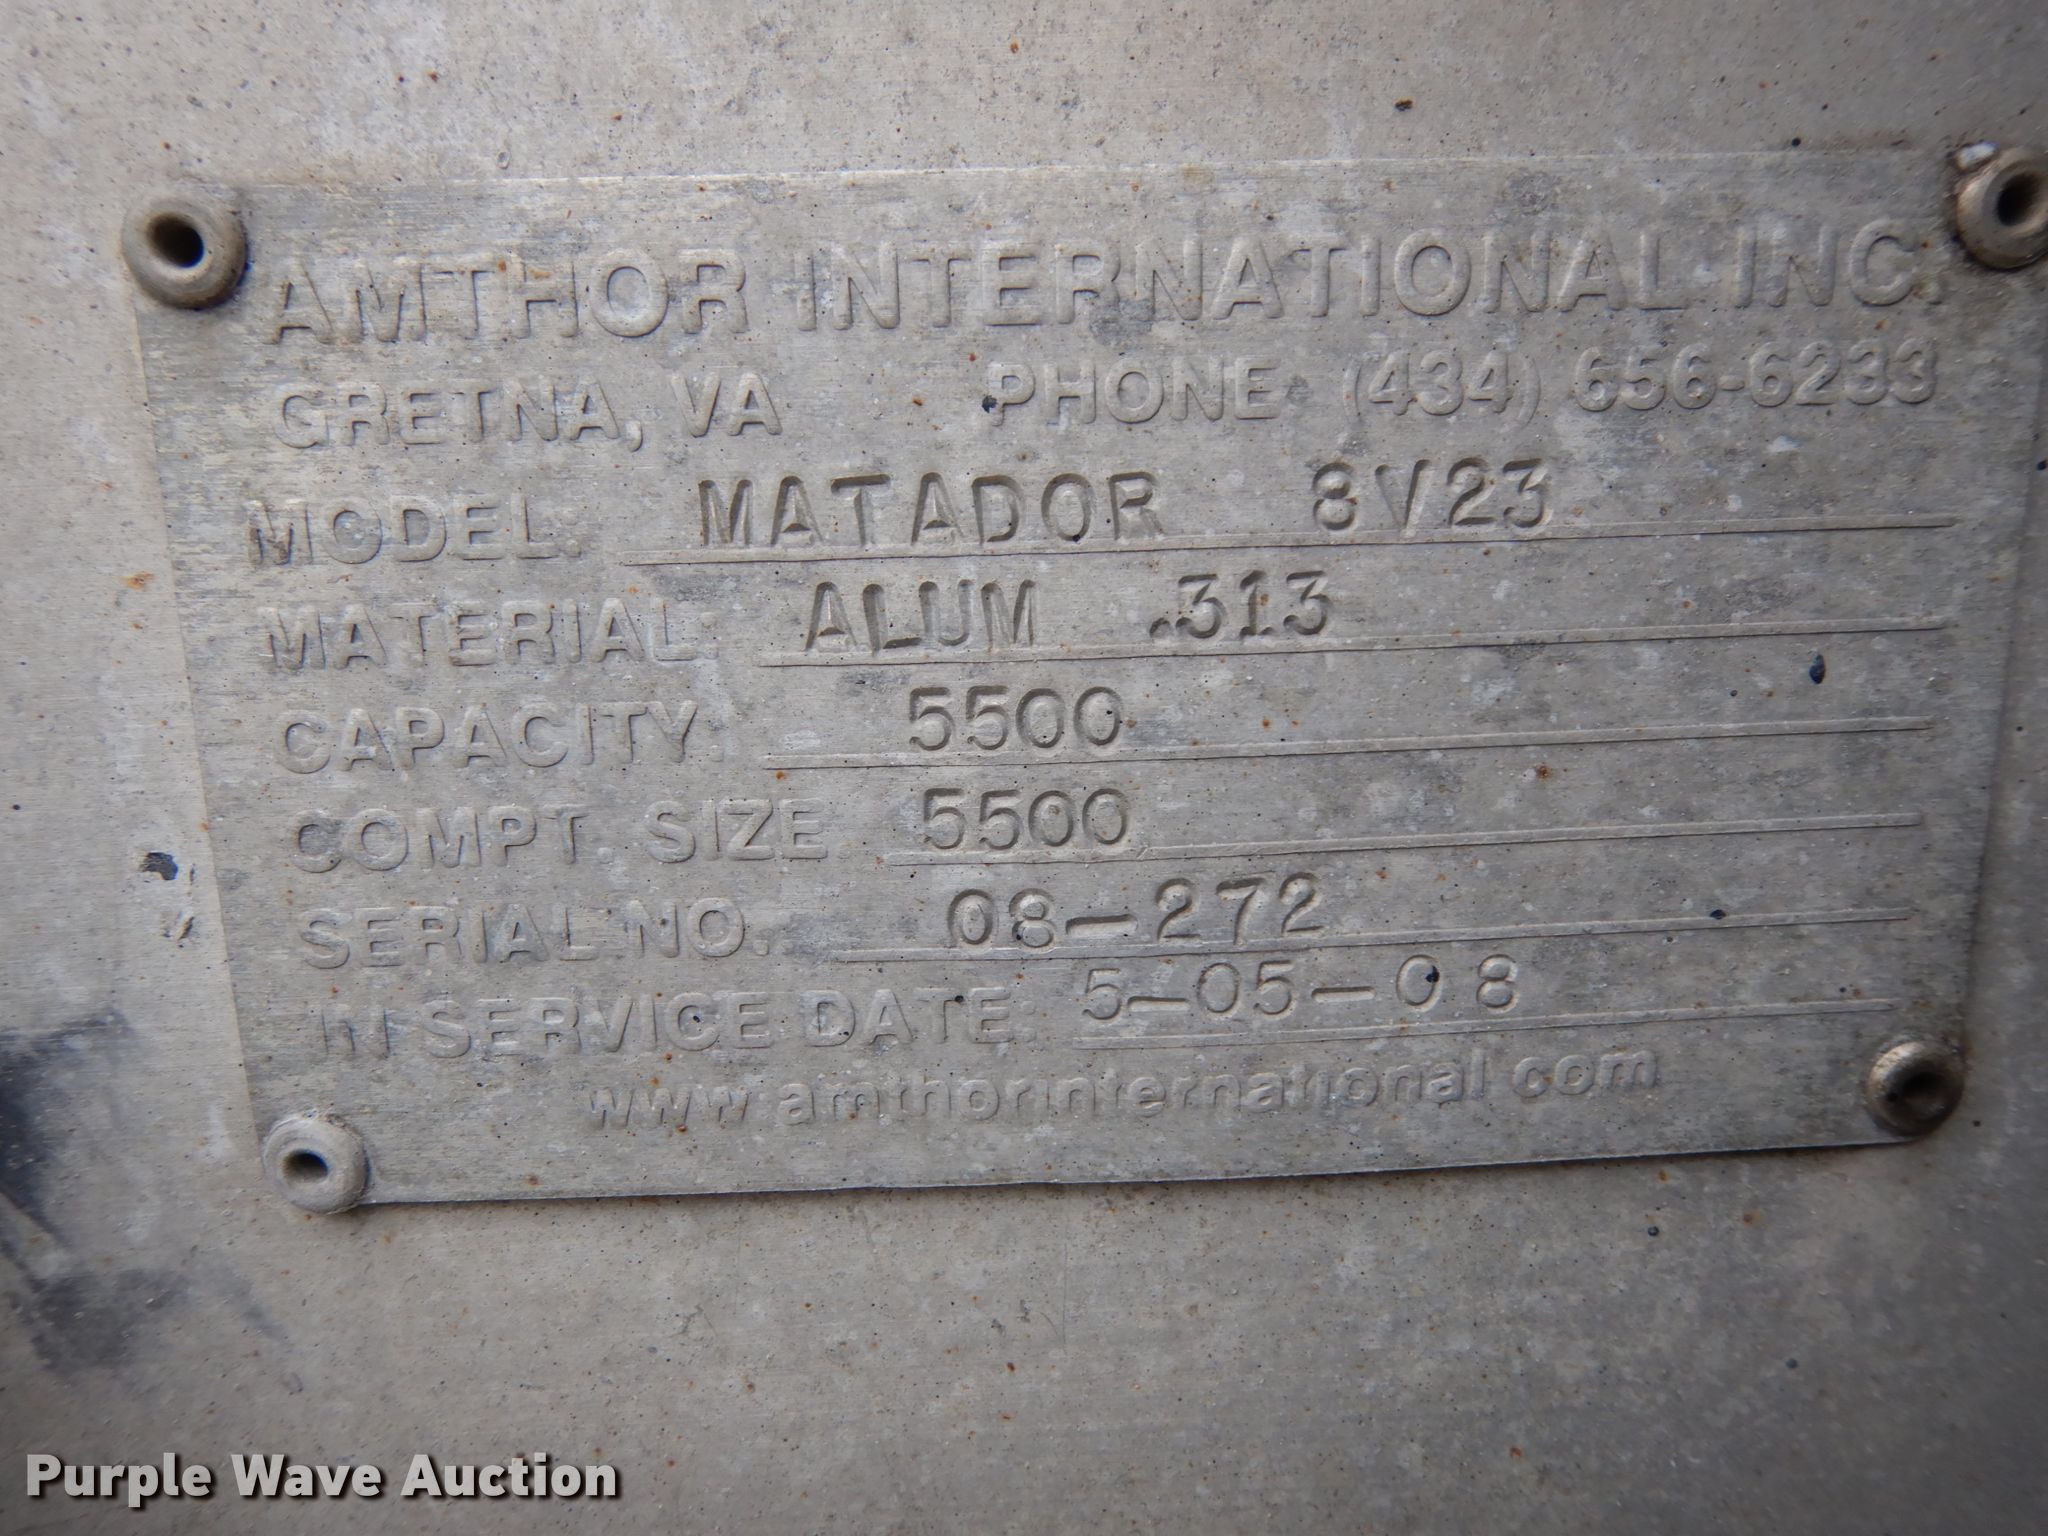 AMTHOR INTERNATIONAL INC.
GRETNA, VA PHONE (434) 656-6233
MODEL: MATADOR 8V23
MATERIAL: ALUM .313
CAPACITY: 5500
COMPT. SIZE 5500
SERIAL NO. 08-272
IN SERVICE DATE: 5-05-08
www.amthorinternational.com
Purple Wave Auction